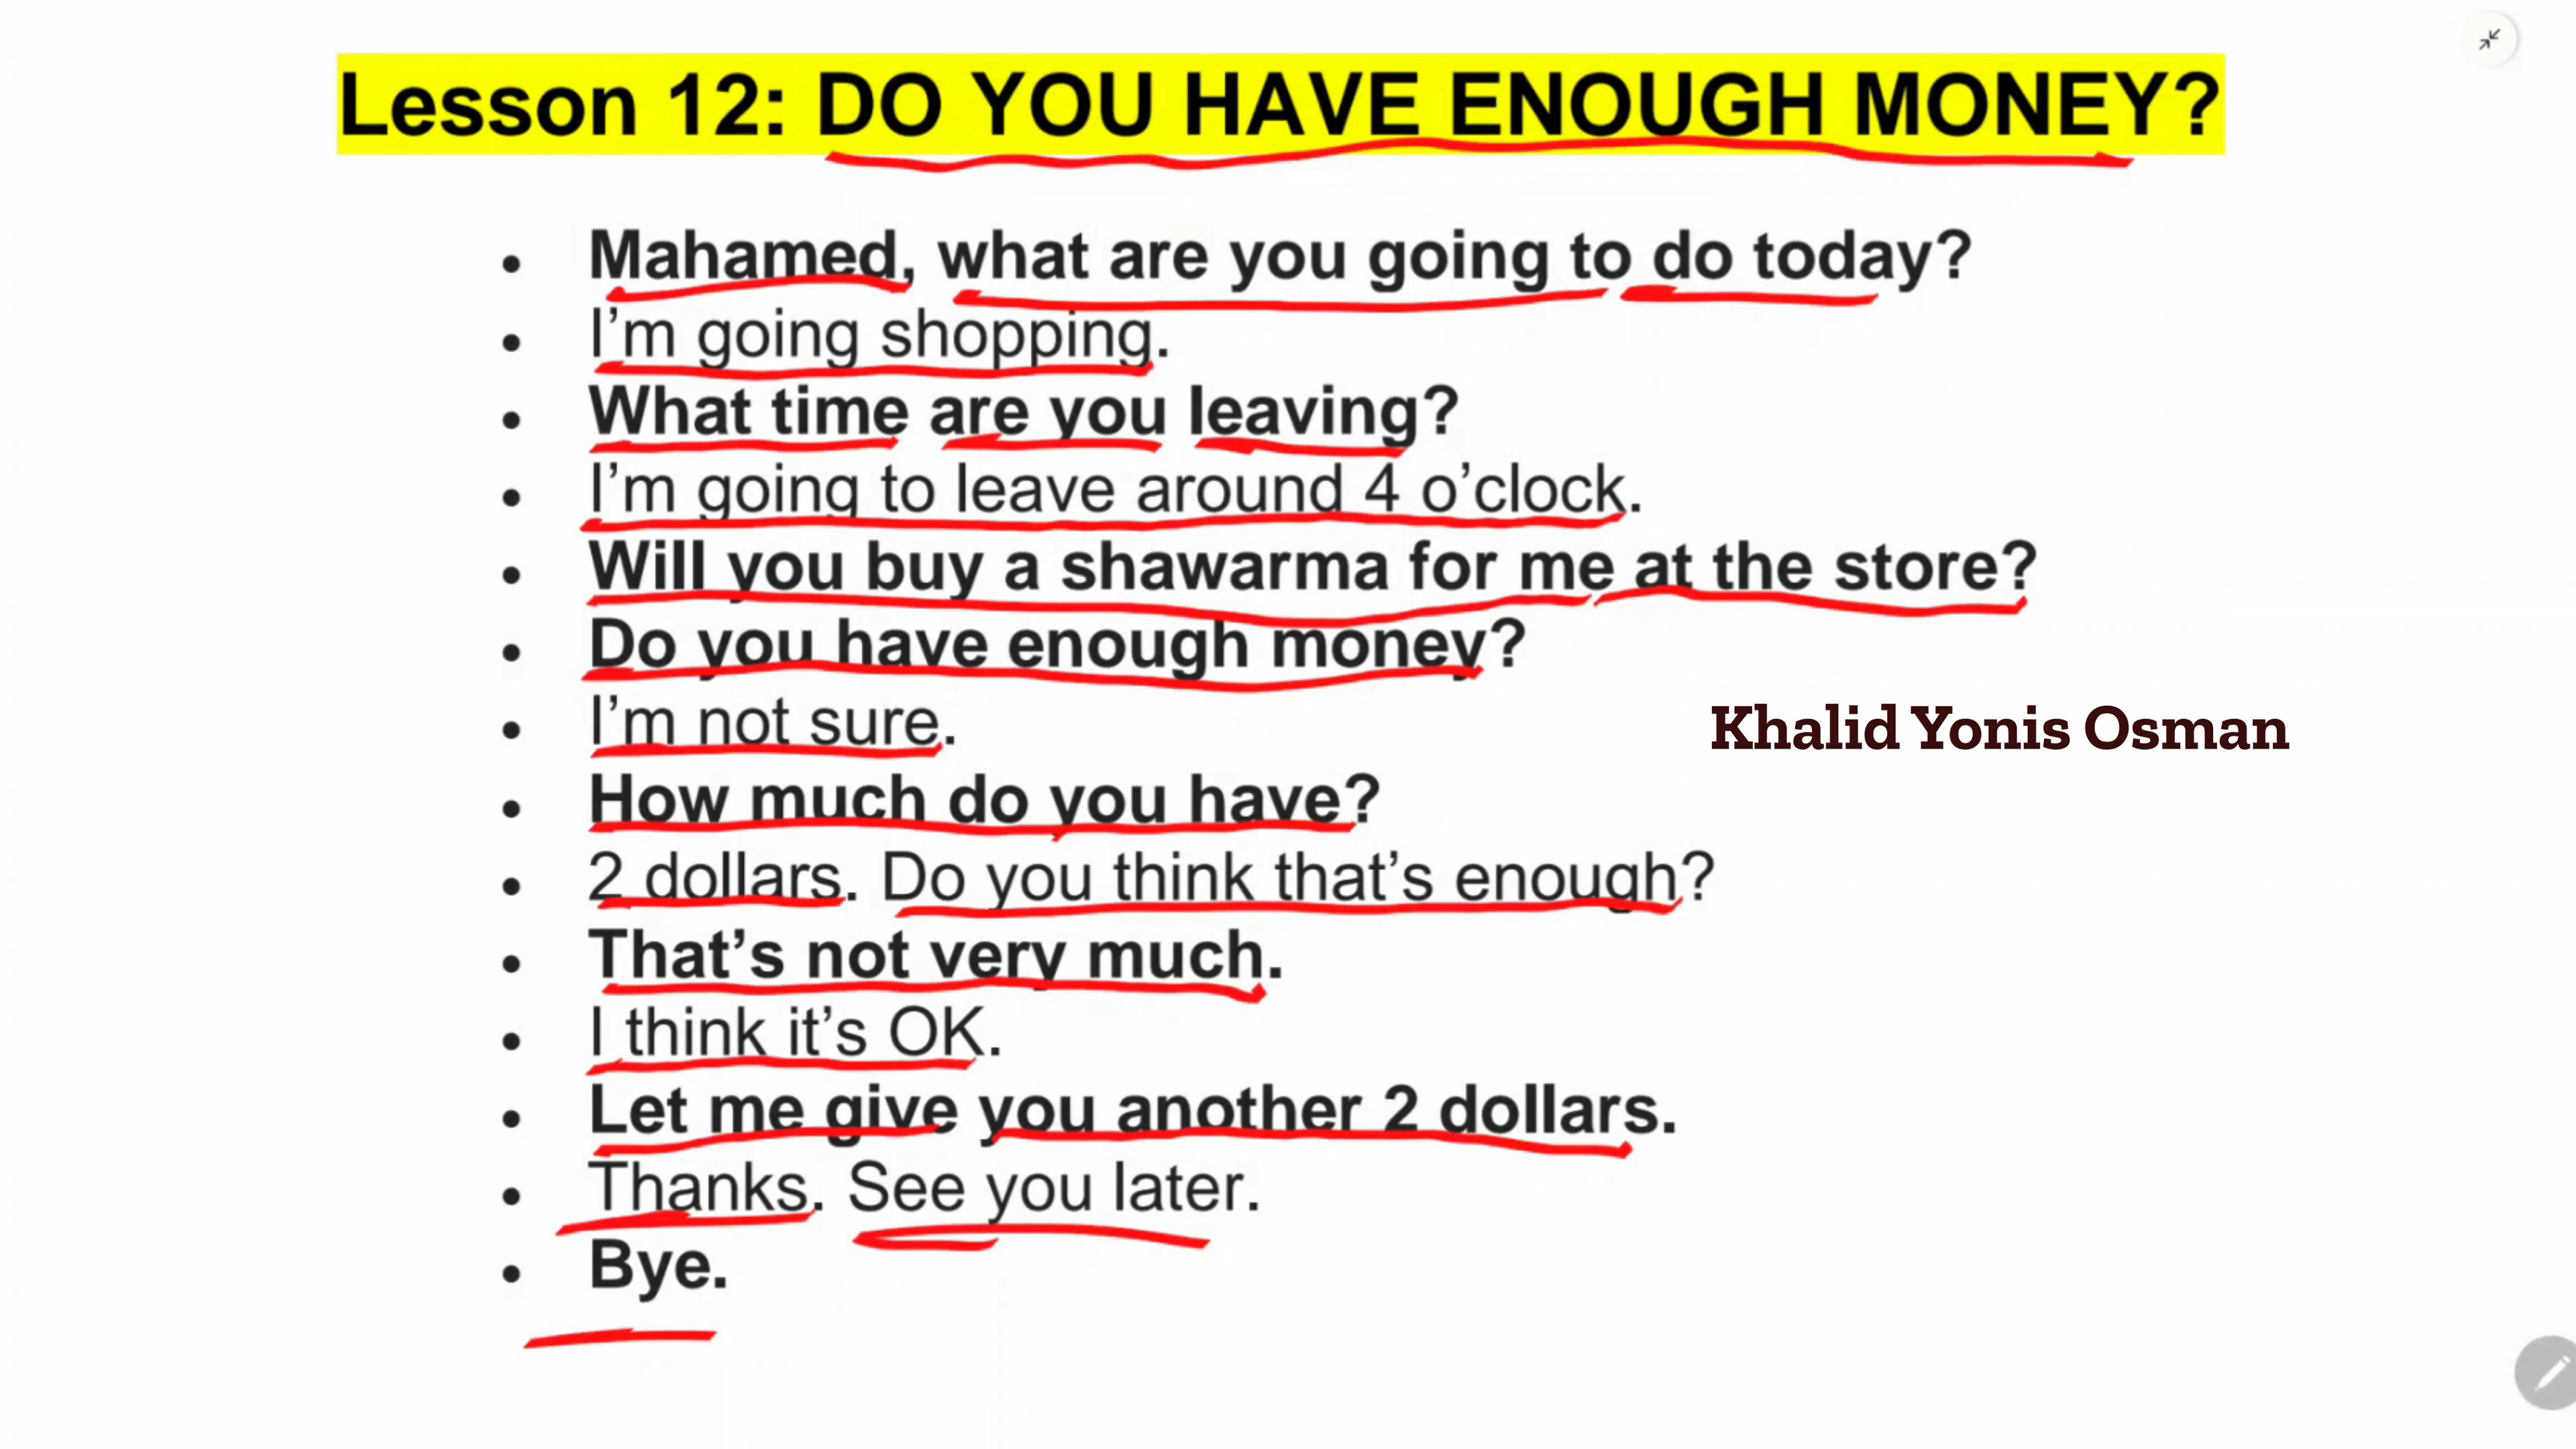 Lesson 12: DO YOU HAVE ENOUGH MONEY?
• Mahamed, what are you going to do today?
• I’m going shopping.
• What time are you leaving?
• I’m going to leave around 4 o’clock.
• Will you buy a shawarma for me at the store?
• Do you have enough money?
• I’m not sure.
Khalid Yonis Osman
• How much do you have?
• 2 dollars. Do you think that’s enough?
• That’s not very much.
• I think it’s OK.
• Let me give you another 2 dollars.
• Thanks. See you later.
• Bye.